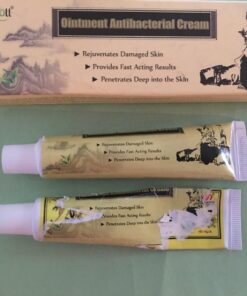 Ointment Antibacterial Cream
▸ Rejuvenates Damaged Skin
▸ Provides Fast Acting Results
▸ Penetrates Deep into the Skin
▸ Rejuvenates Damaged Skin
▸ Provides Fast Acting Results
▸ Penetrates Deep into the Skin
▸ Rejuvenates Damaged Skin
▸ Provides Fast Acting Results
▸ Penetrates Deep into the Skin